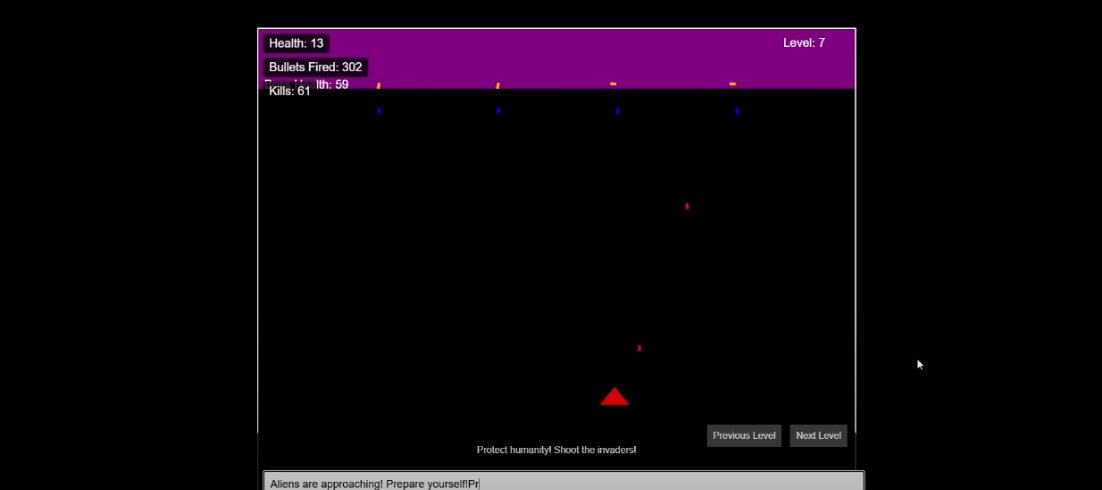 Health: 13
Level: 7
Bullets Fired: 302
lth: 59
Kills: 61
Previous Level
Next Level
Protect humanity! Shoot the invaders!
Aliens are approaching! Prepare yourself!Pr